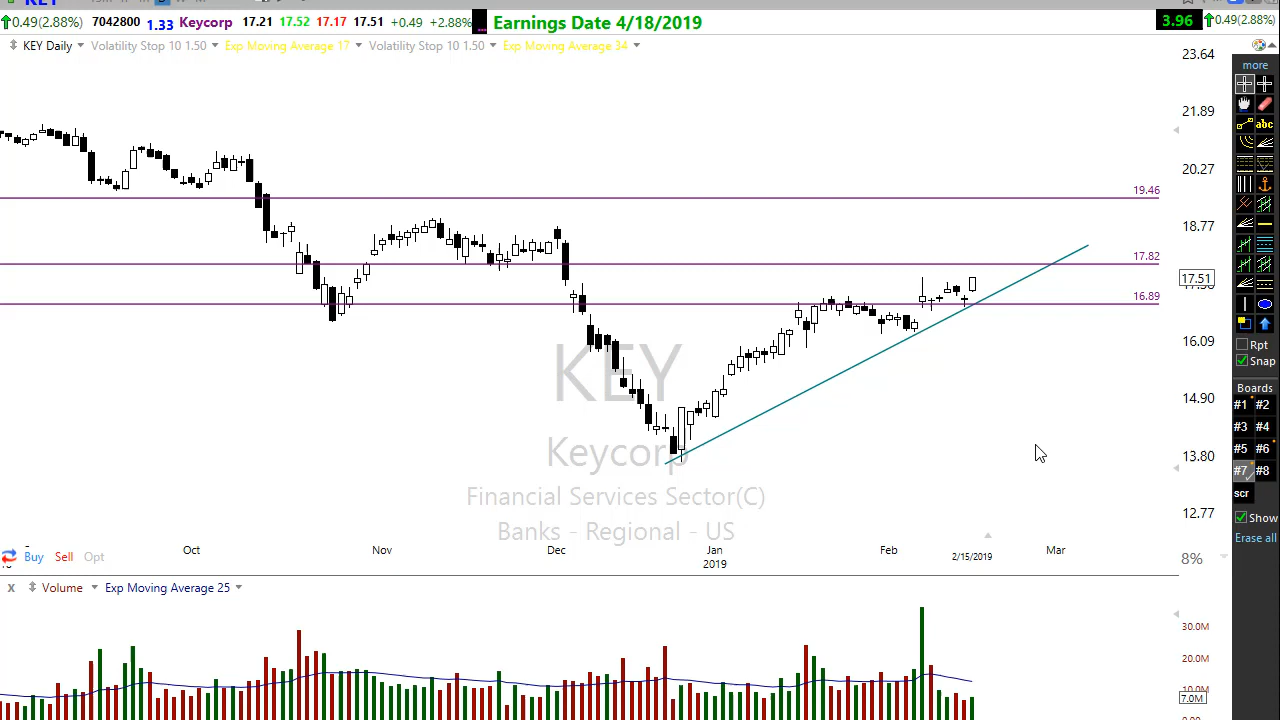 KEY
0.49(2.88%) 7042800 1.33 Keycorp 17.21 17.52 17.17 17.51 +0.49 +2.88% Earnings Date 4/18/2019 3.96 0.49(2.88%)
KEY Daily Volatility Stop 10 1.50 Exp Moving Average 17 Volatility Stop 10 1.50 Exp Moving Average 34
23.64
more
21.89
abc
20.27
19.46
18.77
17.82
17.51
16.89
16.09
Rpt
Snap
KEY
Boards
14.90
#1 #2
#3 #4
Keycorp
13.80
#5 #6
#7 #8
Financial Services Sector(C)
scr
12.77
Show
Banks - Regional - US
Erase all
Oct Nov Dec Jan Feb 2/15/2019 Mar
2019
Buy Sell Opt
8%
x Volume Exp Moving Average 25
30.0M
20.0M
10.0M
7.0M